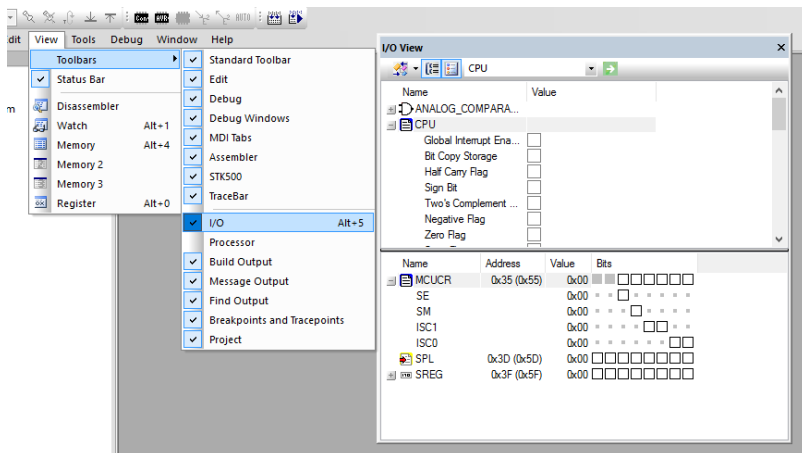 Con AVR AUTO
dit View Tools Debug Window Help
Toolbars
Status Bar
Disassembler
Watch Alt+1
Memory Alt+4
Memory 2
Memory 3
Register Alt+0
m
Standard Toolbar
Edit
Debug
Debug Windows
MDI Tabs
Assembler
STK500
TraceBar
I/O Alt+5
Processor
Build Output
Message Output
Find Output
Breakpoints and Tracepoints
Project
I/O View
CPU
Name Value
ANALOG_COMPARA...
CPU
Global Interrupt Ena...
Bit Copy Storage
Half Carry Flag
Sign Bit
Two's Complement ...
Negative Flag
Zero Flag
Name Address Value Bits
MCUCR 0x35 (0x55) 0x00
SE 0x00
SM 0x00
ISC1 0x00
ISC0 0x00
SPL 0x3D (0x5D) 0x00
SREG 0x3F (0x5F) 0x00